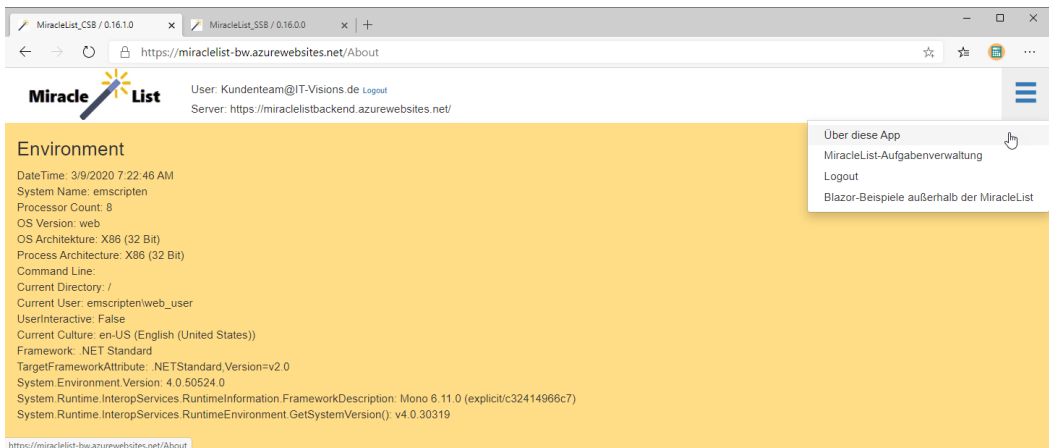 MiracleList_CSB / 0.16.1.0
MiracleList_SSB / 0.16.0.0
https://miraclelist-bw.azurewebsites.net/About
Miracle List
User: Kundenteam@IT-Visions.de Logout
Server: https://miraclelistbackend.azurewebsites.net/
Über diese App
MiracleList-Aufgabenverwaltung
Logout
Blazor-Beispiele außerhalb der MiracleList
Environment
DateTime: 3/9/2020 7:22:46 AM
System Name: emscripten
Processor Count: 8
OS Version: web
OS Architekture: X86 (32 Bit)
Process Architecture: X86 (32 Bit)
Command Line:
Current Directory: /
Current User: emscripten\web_user
UserInteractive: False
Current Culture: en-US (English (United States))
Framework: .NET Standard
TargetFrameworkAttribute: .NETStandard,Version=v2.0
System.Environment.Version: 4.0.50524.0
System.Runtime.InteropServices.RuntimeInformation.FrameworkDescription: Mono 6.11.0 (explicit/c32414966c7)
System.Runtime.InteropServices.RuntimeEnvironment.GetSystemVersion(): v4.0.30319
https://miraclelist-bw.azurewebsites.net/About